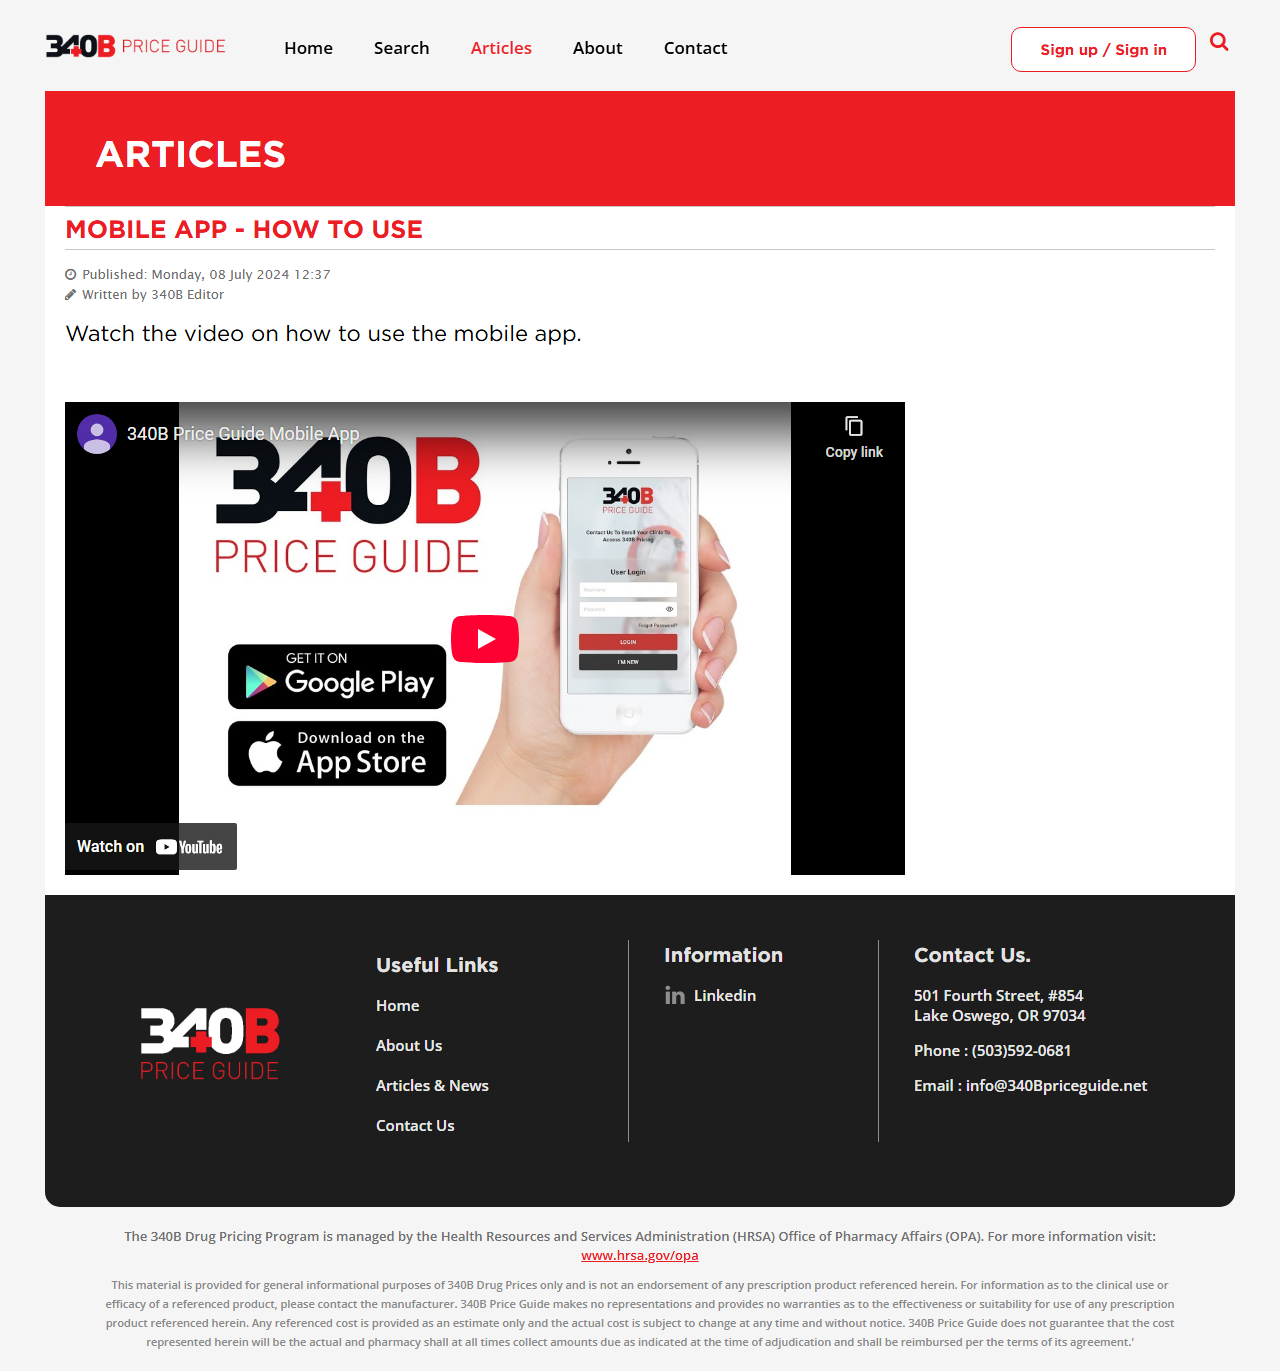 340B PRICE GUIDE
Home
Search
Articles
About
Contact
Sign up / Sign in
ARTICLES
MOBILE APP - HOW TO USE
Published: Monday, 08 July 2024 12:37
Written by 340B Editor
Watch the video on how to use the mobile app.
340B Price Guide Mobile App
Copy link
340B
PRICE GUIDE
340B
PRICE GUIDE
Contact Us To Enroll Your Clinic To
Access 340B Pricing
User Login
Username
Password
Forgot Password?
LOGIN
I'M NEW
GET IT ON
Google Play
Download on the
App Store
Watch on YouTube
340B
PRICE GUIDE
Useful Links
Home
About Us
Articles & News
Contact Us
Information
Linkedin
Contact Us.
501 Fourth Street, #854
Lake Oswego, OR 97034
Phone : (503)592-0681
Email : info@340Bpriceguide.net
The 340B Drug Pricing Program is managed by the Health Resources and Services Administration (HRSA) Office of Pharmacy Affairs (OPA). For more information visit:
www.hrsa.gov/opa
This material is provided for general informational purposes of 340B Drug Prices only and is not an endorsement of any prescription product referenced herein. For information as to the clinical use or
efficacy of a referenced product, please contact the manufacturer. 340B Price Guide makes no representations and provides no warranties as to the effectiveness or suitability for use of any prescription
product referenced herein. Any referenced cost is provided as an estimate only and the actual cost is subject to change at any time and without notice. 340B Price Guide does not guarantee that the cost
represented herein will be the actual and pharmacy shall at all times collect amounts due as indicated at the time of adjudication and shall be reimbursed per the terms of its agreement.'